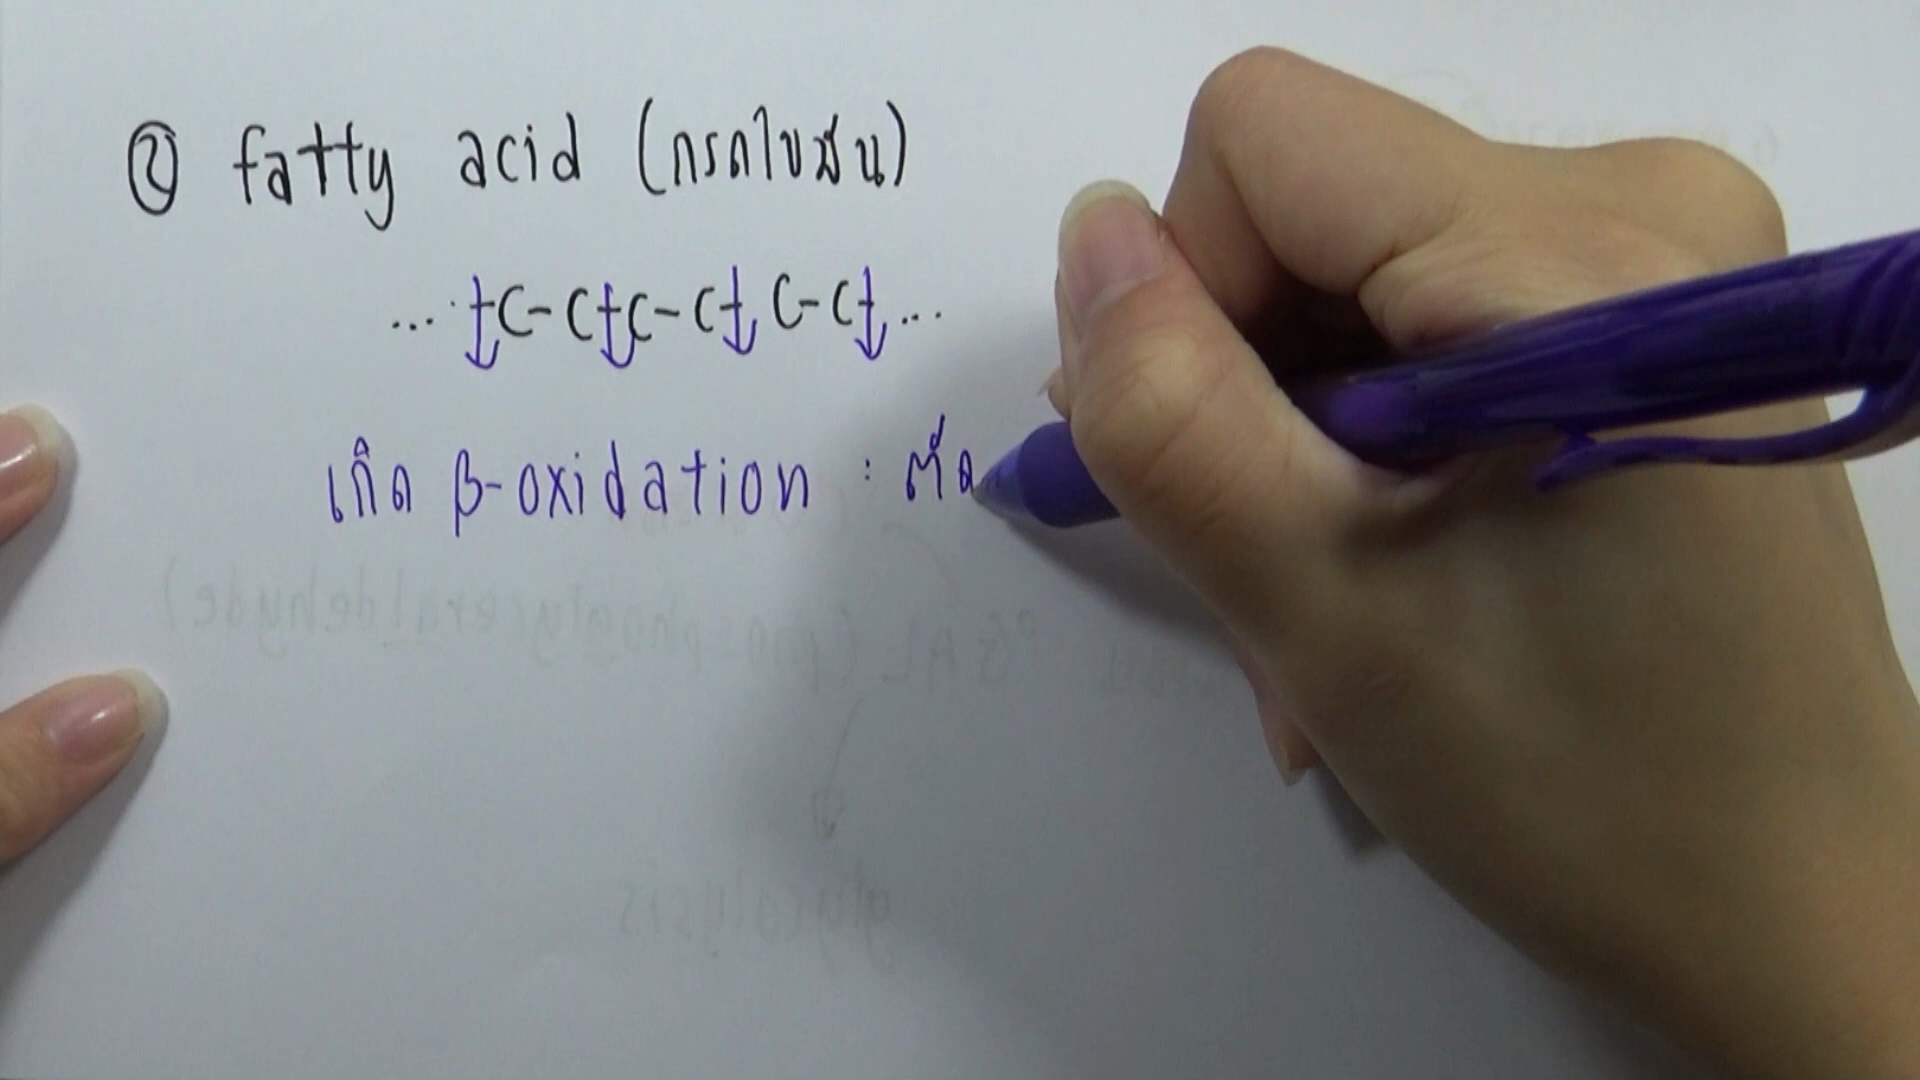 ② fatty acid (กรดไขมัน)
... C-C C-C C-C ...
เกิด β-oxidation : ตัด